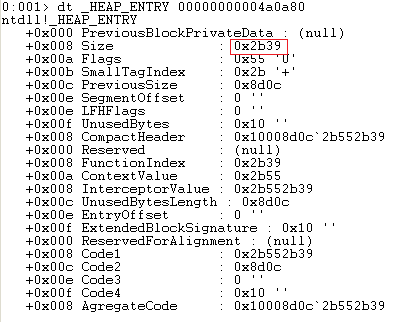 0:001> dt _HEAP_ENTRY 00000000004a0a80
ntdll!_HEAP_ENTRY
+0x000 PreviousBlockPrivateData : (null)
+0x008 Size : 0x2b39
+0x00a Flags : 0x55 'U'
+0x00b SmallTagIndex : 0x2b '+'
+0x00c PreviousSize : 0x8d0c
+0x00e SegmentOffset : 0 ''
+0x00e LFHFlags : 0 ''
+0x00f UnusedBytes : 0x10 ''
+0x008 CompactHeader : 0x10008d0c`2b552b39
+0x000 Reserved : (null)
+0x008 FunctionIndex : 0x2b39
+0x00a ContextValue : 0x2b55
+0x008 InterceptorValue : 0x2b552b39
+0x00c UnusedBytesLength : 0x8d0c
+0x00e EntryOffset : 0 ''
+0x00f ExtendedBlockSignature : 0x10 ''
+0x000 ReservedForAlignment : (null)
+0x008 Code1 : 0x2b552b39
+0x00c Code2 : 0x8d0c
+0x00e Code3 : 0 ''
+0x00f Code4 : 0x10 ''
+0x008 AgregateCode : 0x10008d0c`2b552b39